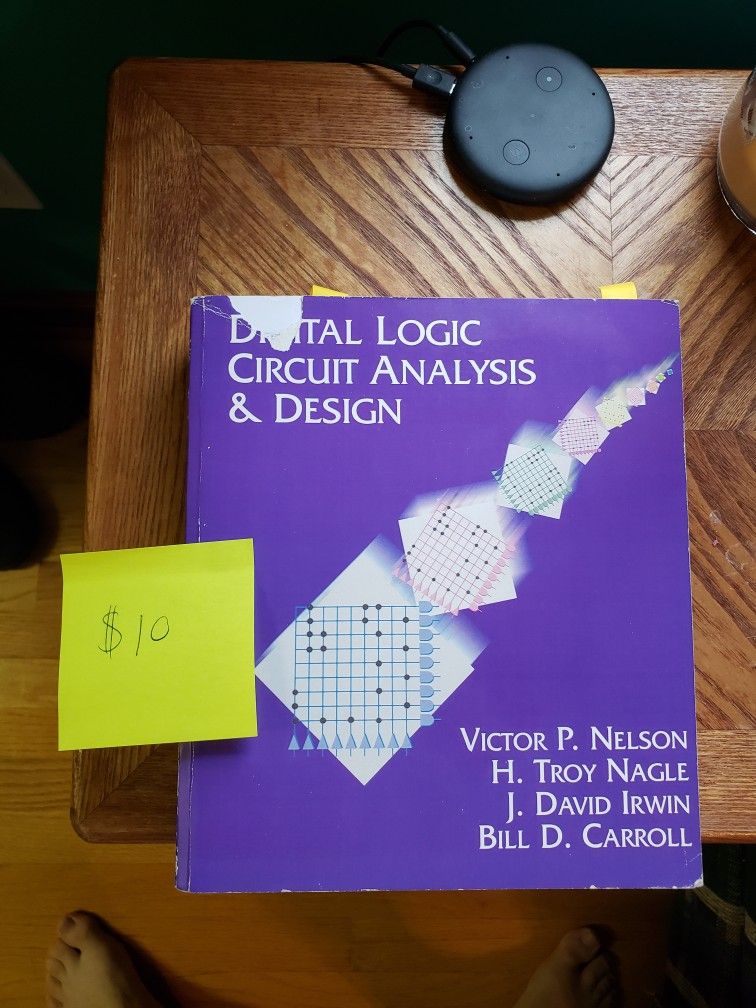 DIGITAL LOGIC
CIRCUIT ANALYSIS
& DESIGN
$10
VICTOR P. NELSON
H. TROY NAGLE
J. DAVID IRWIN
BILL D. CARROLL